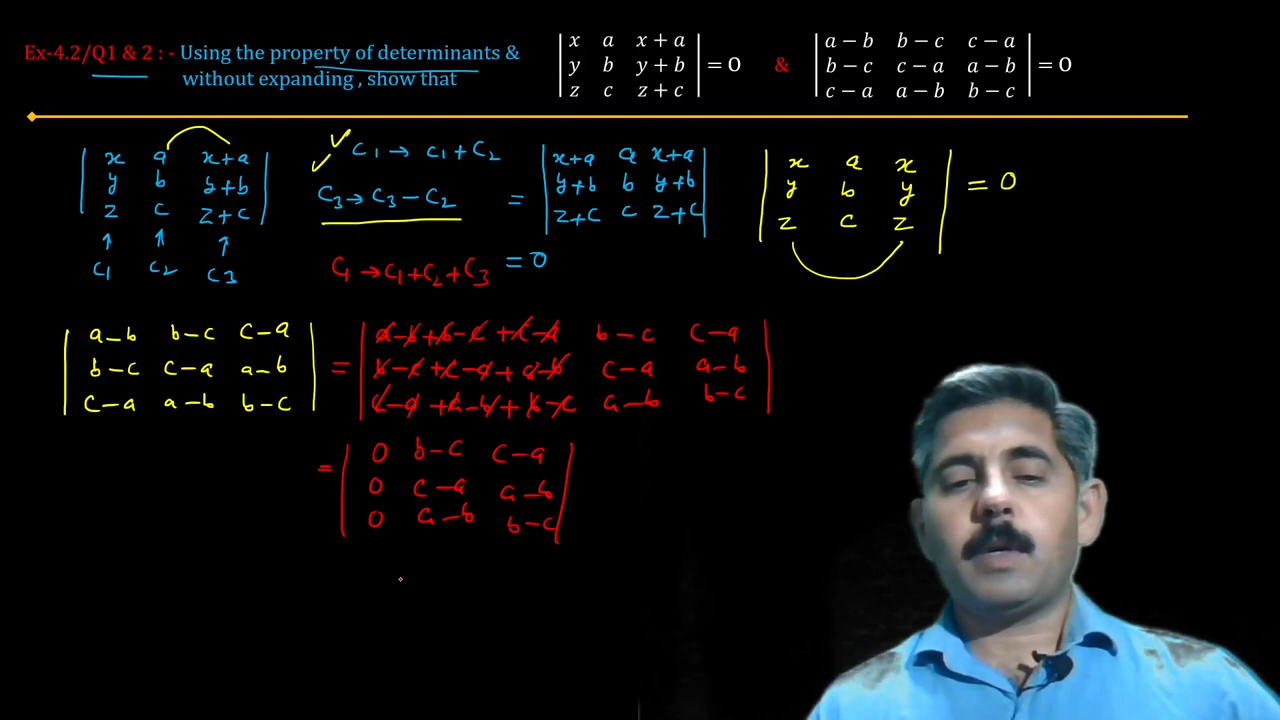 Ex-4.2/Q1 & 2 : - Using the property of determinants &
without expanding , show that
| x a x + a |
| y b y + b | = 0
| z c z + c |
&
| a − b b − c c − a |
| b − c c − a a − b | = 0
| c − a a − b b − c |
| x a x+a |
| y b y+b |
| z c z+c |
↑ ↑ ↑
C1 C2 C3
✓ C1 → C1+C2
C3 → C3 − C2
= | x+a a x+a |
| y+b b y+b |
| z+c c z+c |
= 0
| x a x |
| y b y | = 0
| z c z |
C1 → C1+C2+C3
| a−b b−c c−a |
| b−c c−a a−b |
| c−a a−b b−c |
= | a−b+b−c+c−a b−c c−a |
| b−c+c−a+a−b c−a a−b |
| c−a+a−b+b−c a−b b−c |
= | 0 b−c c−a |
| 0 c−a a−b |
| 0 a−b b−c |